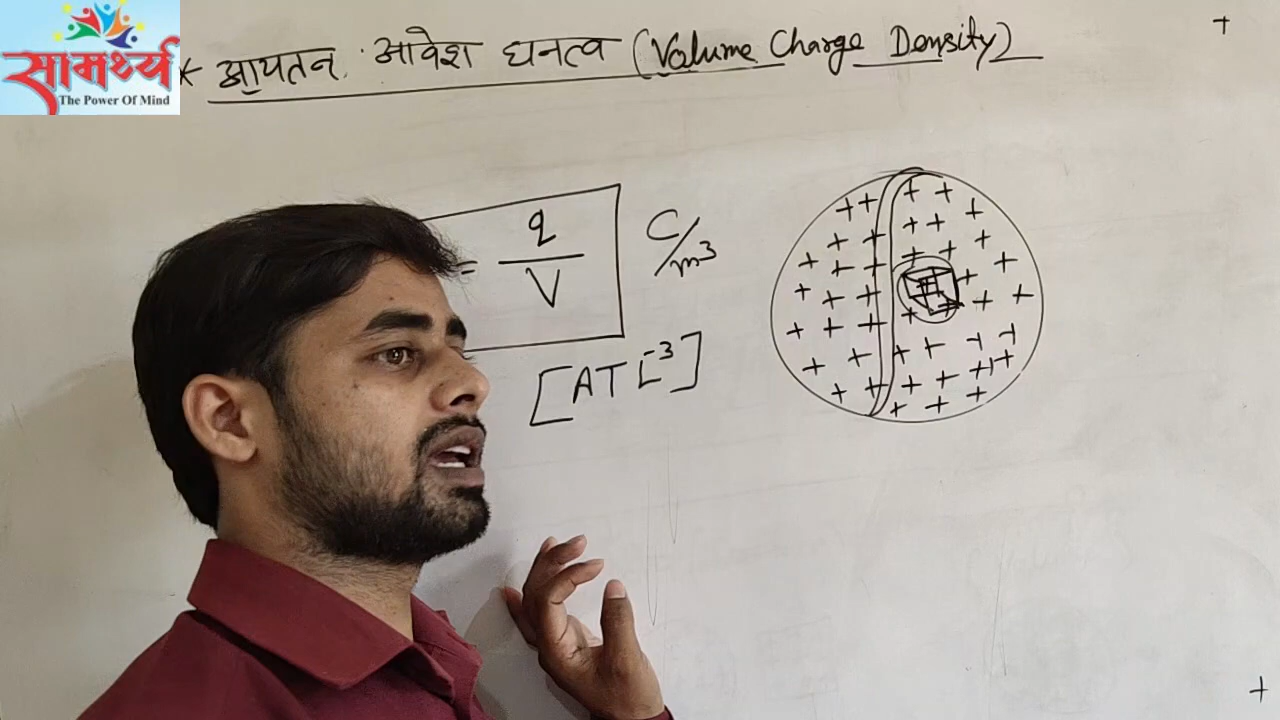 सामर्थ्य
The Power Of Mind
* आयतन आवेश घनत्व (Volume Charge Density)
= q/V C/m³
[ATL⁻³]